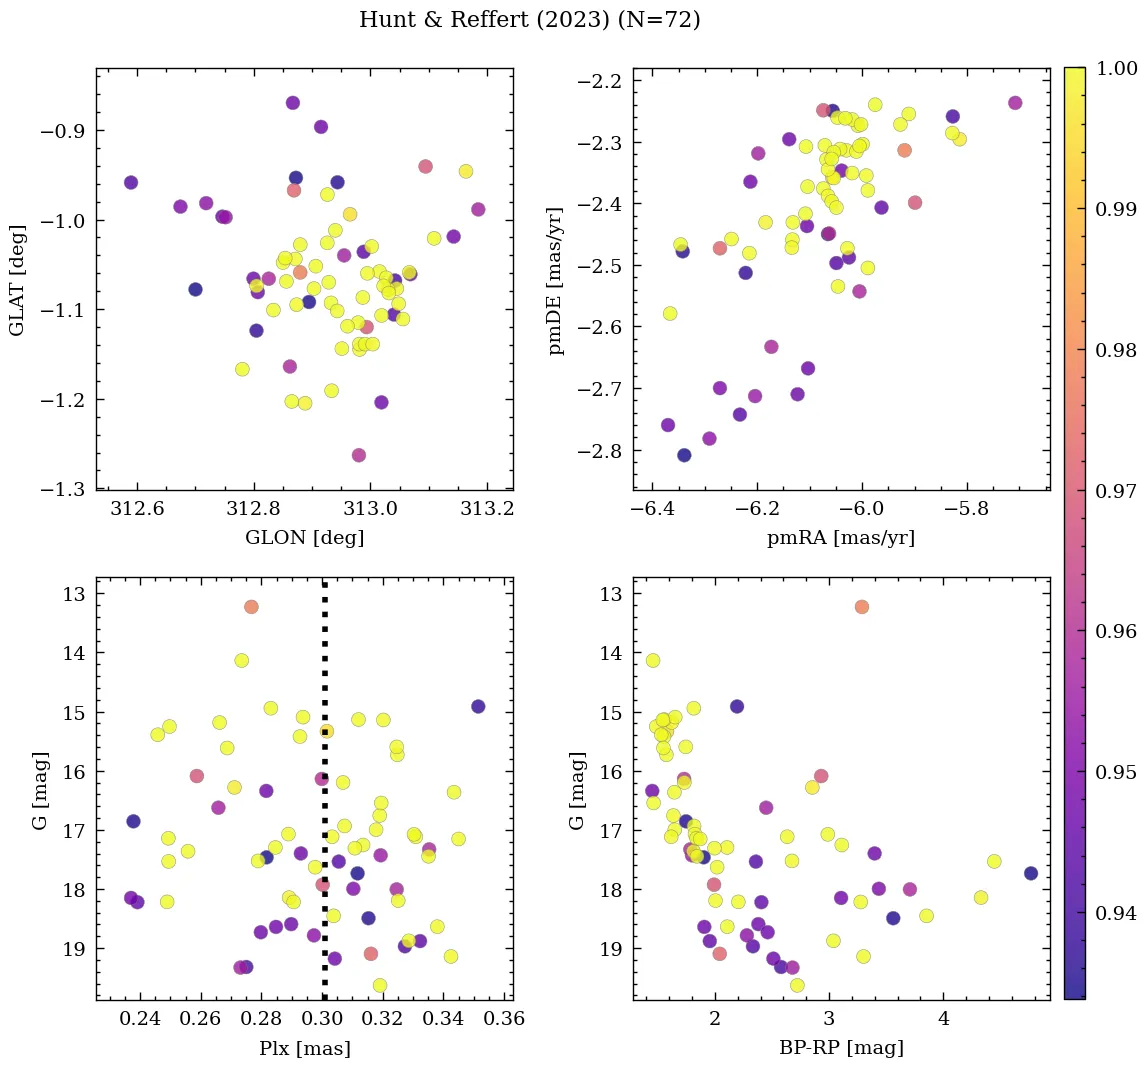 Hunt & Reffert (2023) (N=72)
−0.9
−1.0
−1.1
−1.2
−1.3
GLAT [deg]
312.6 312.8 313.0 313.2
GLON [deg]
−2.2
−2.3
−2.4
−2.5
−2.6
−2.7
−2.8
pmDE [mas/yr]
−6.4 −6.2 −6.0 −5.8
pmRA [mas/yr]
13
14
15
16
17
18
19
G [mag]
0.24 0.26 0.28 0.30 0.32 0.34 0.36
Plx [mas]
13
14
15
16
17
18
19
G [mag]
2 3 4
BP-RP [mag]
1.00
0.99
0.98
0.97
0.96
0.95
0.94